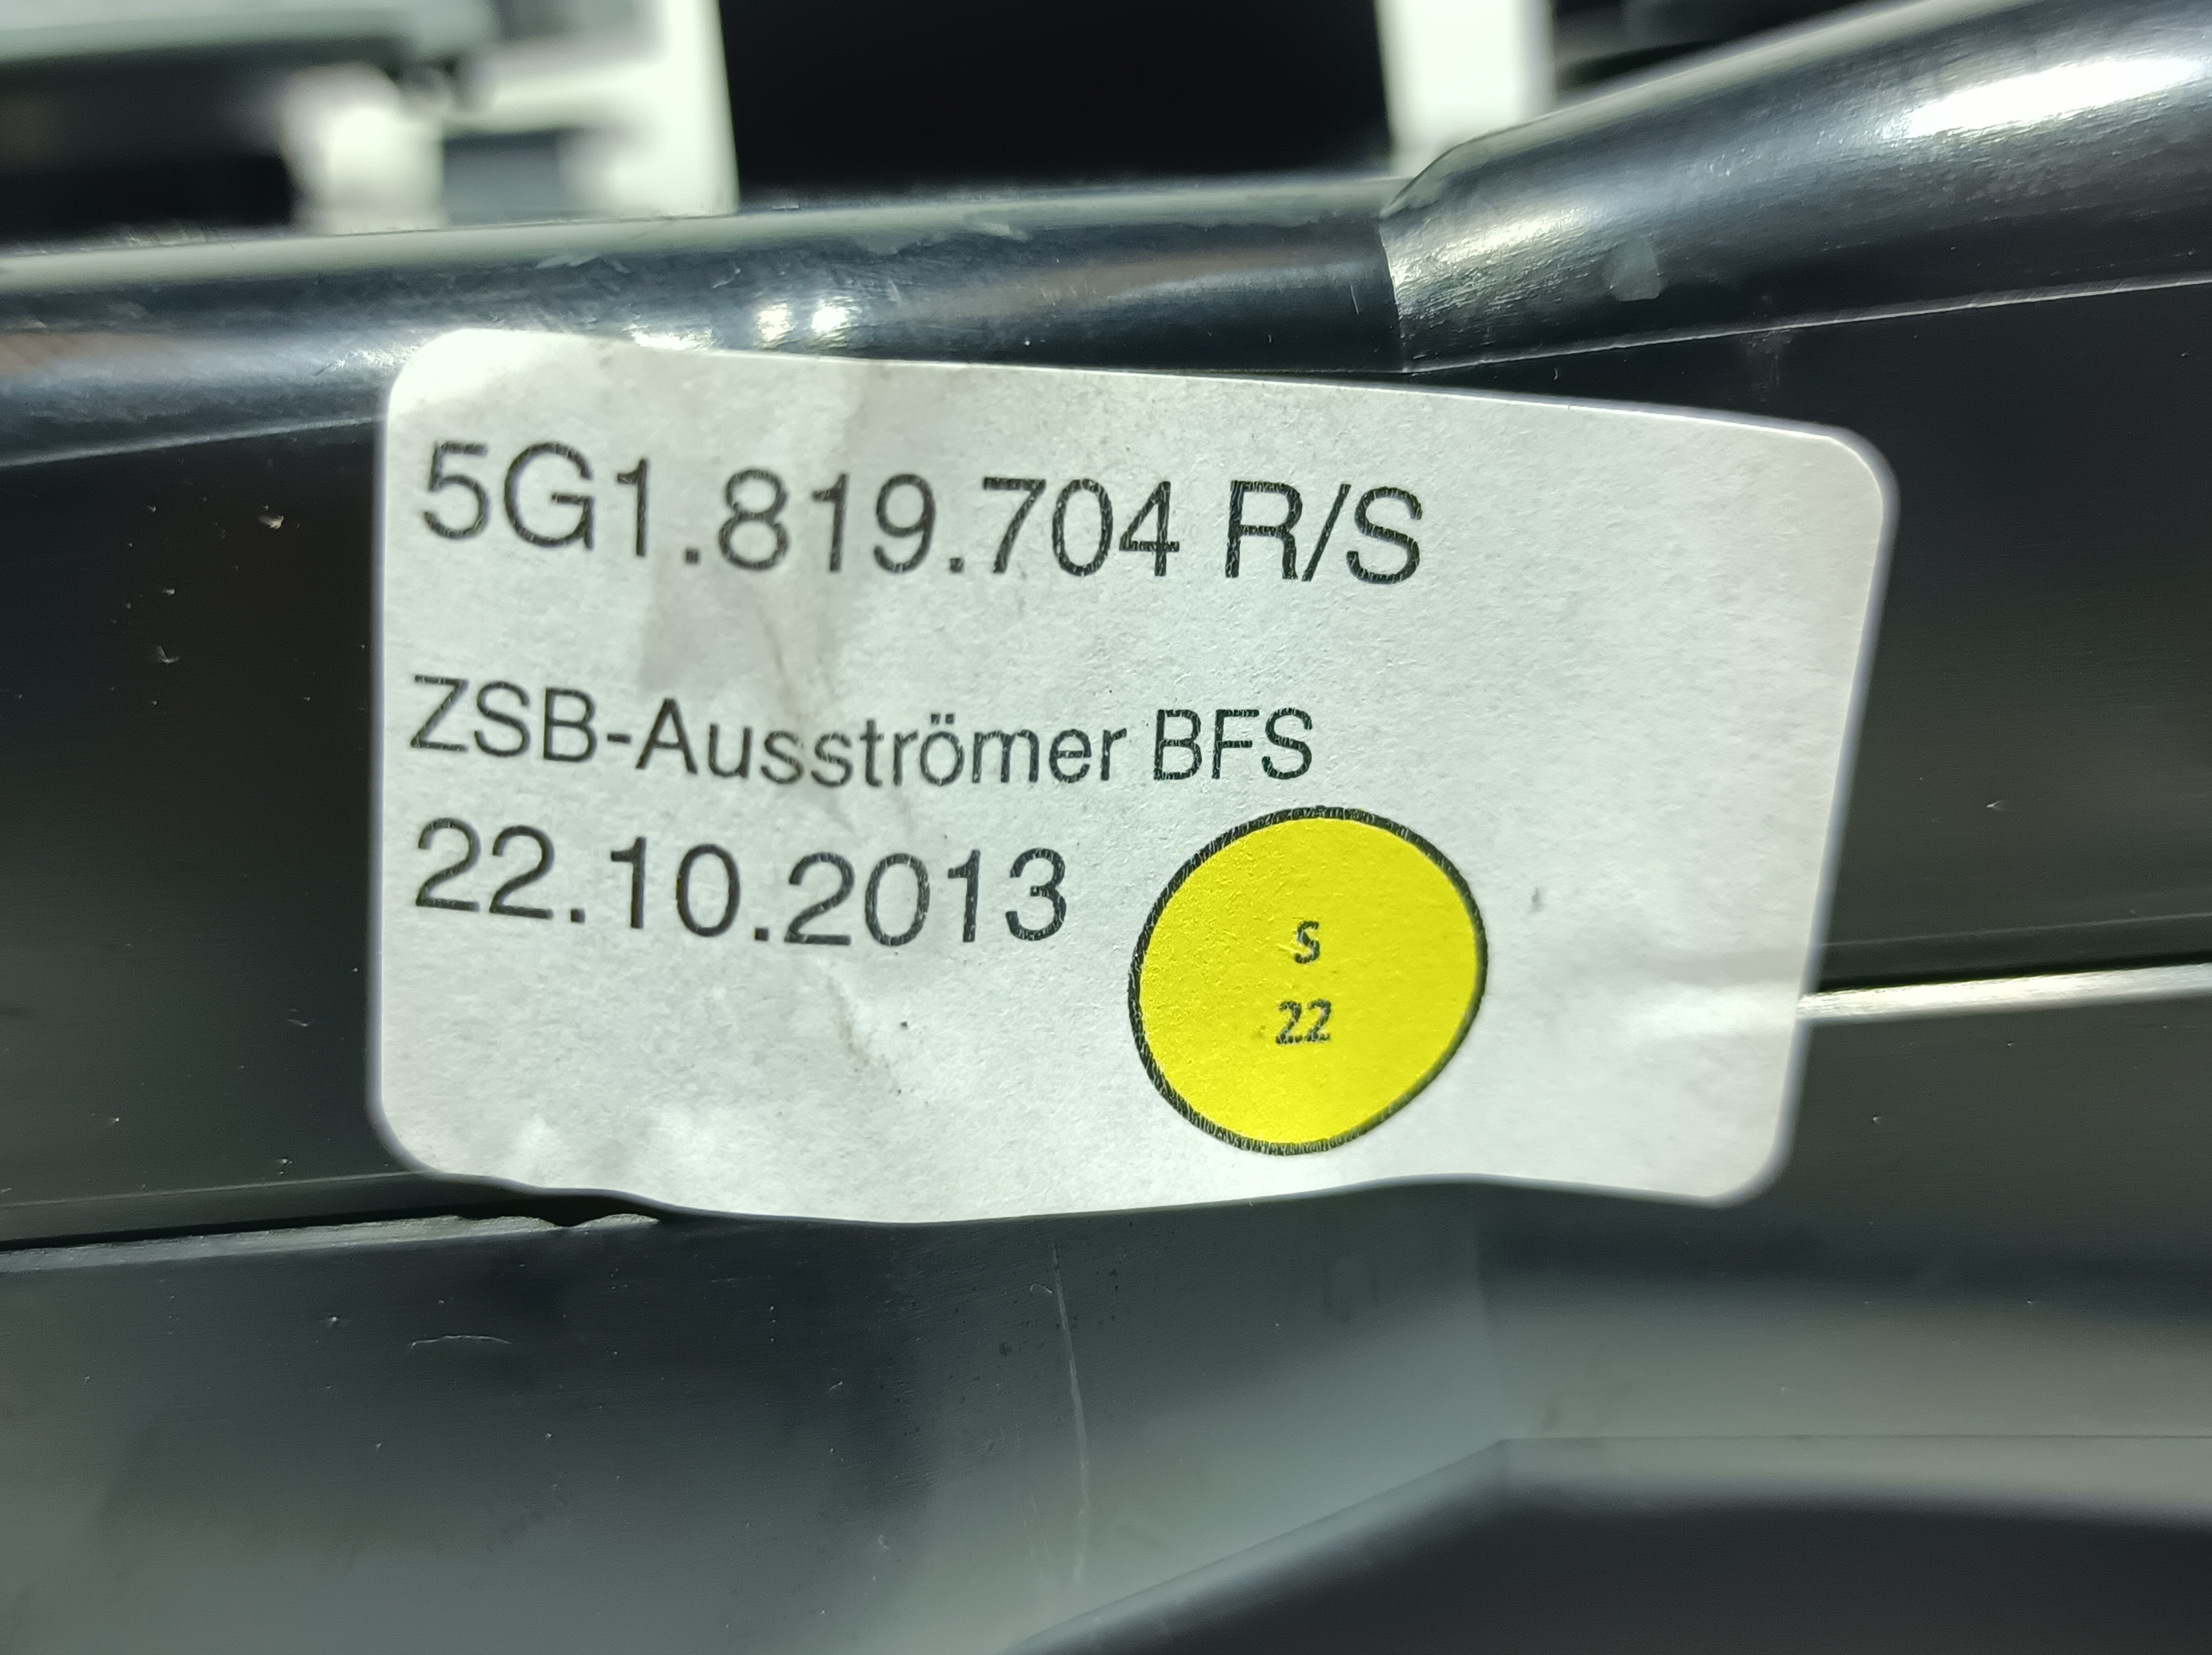 5G1.819.704 R/S
ZSB-Ausströmer BFS
22.10.2013
S
22